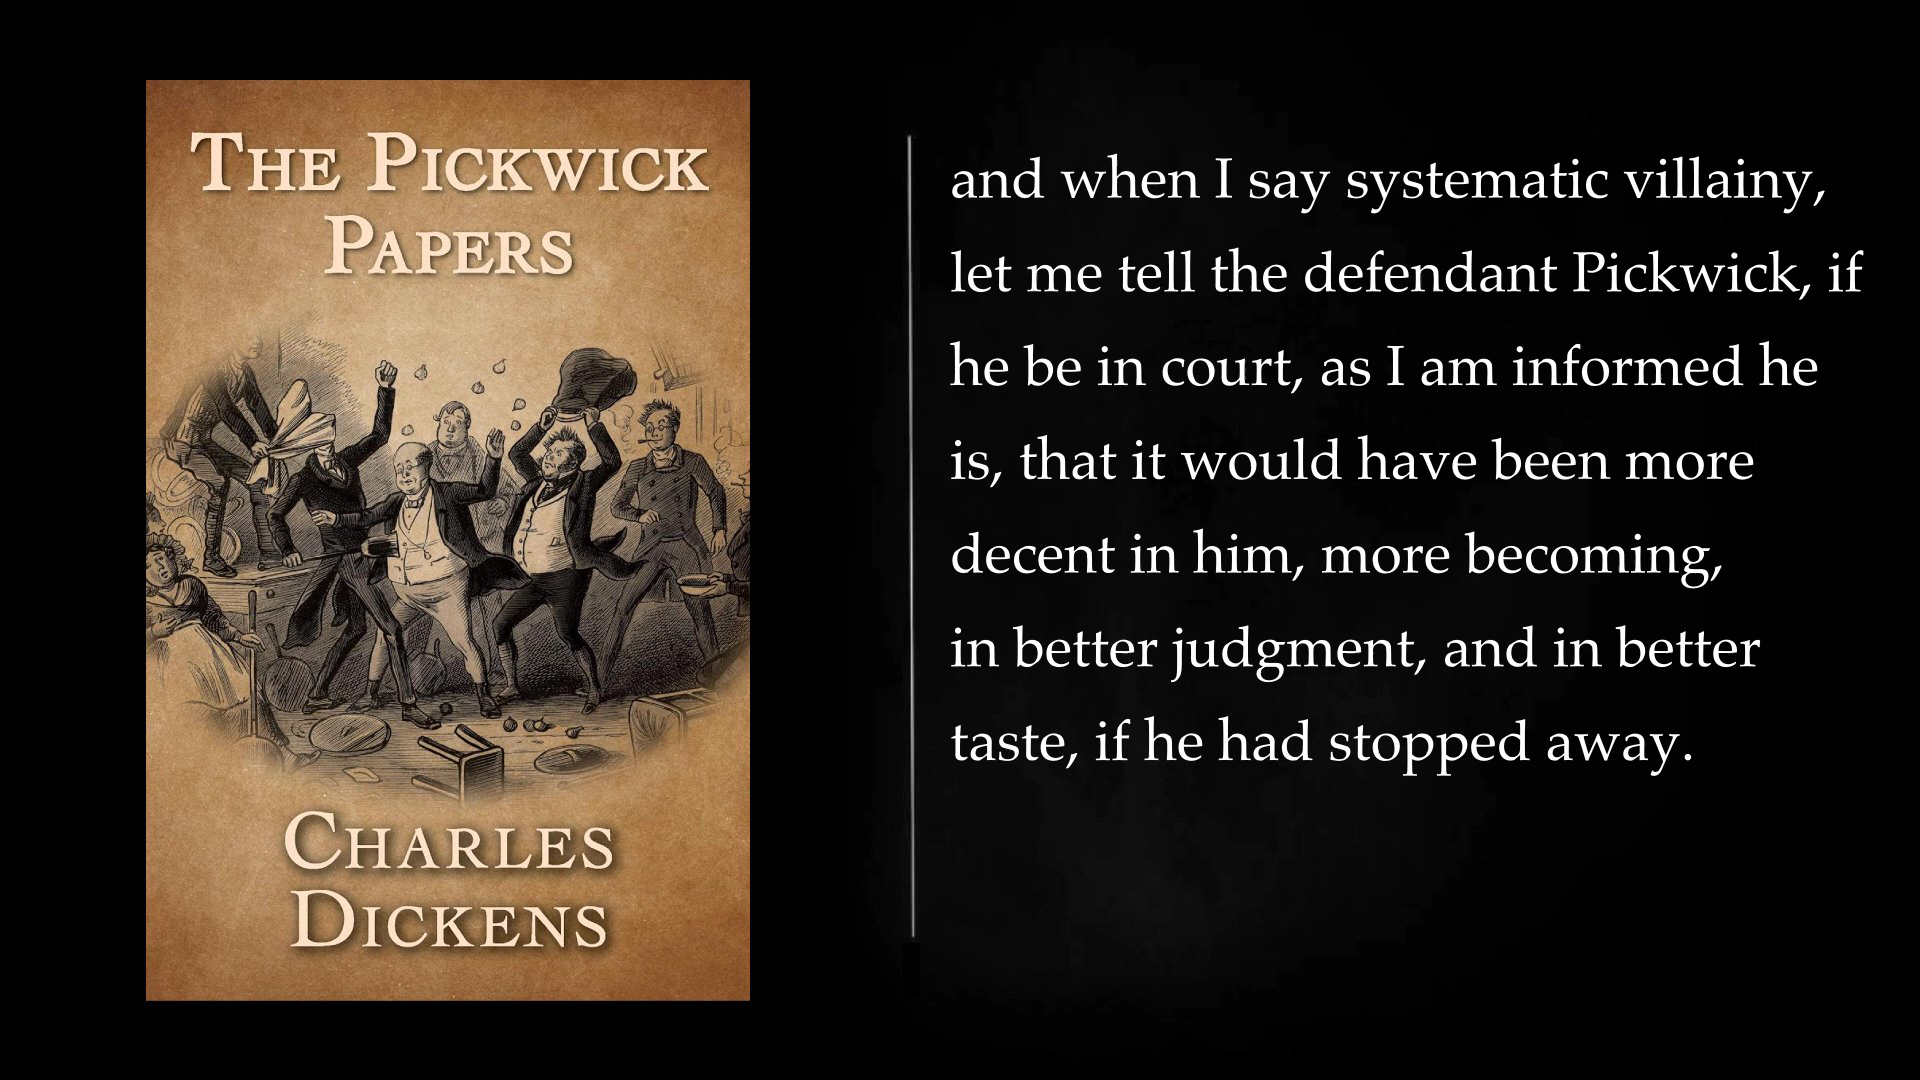 THE PICKWICK
PAPERS
CHARLES
DICKENS
and when I say systematic villainy,
let me tell the defendant Pickwick, if
he be in court, as I am informed he
is, that it would have been more
decent in him, more becoming,
in better judgment, and in better
taste, if he had stopped away.